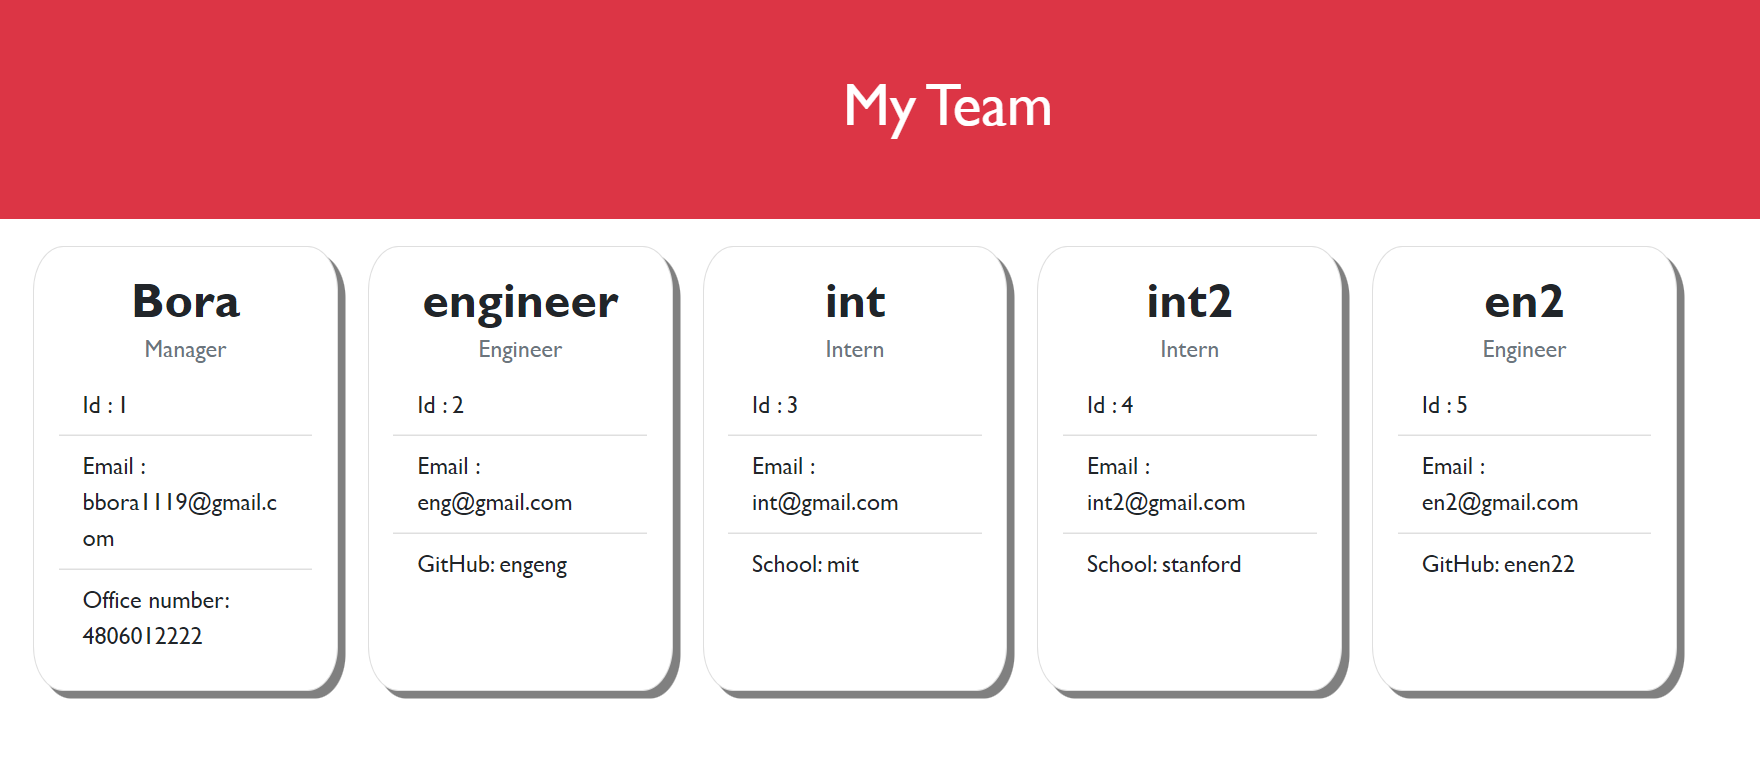 My Team
Bora
Manager
Id : 1
Email :
bbora1119@gmail.c
om
Office number:
4806012222
engineer
Engineer
Id : 2
Email :
eng@gmail.com
GitHub: engeng
int
Intern
Id : 3
Email :
int@gmail.com
School: mit
int2
Intern
Id : 4
Email :
int2@gmail.com
School: stanford
en2
Engineer
Id : 5
Email :
en2@gmail.com
GitHub: enen22